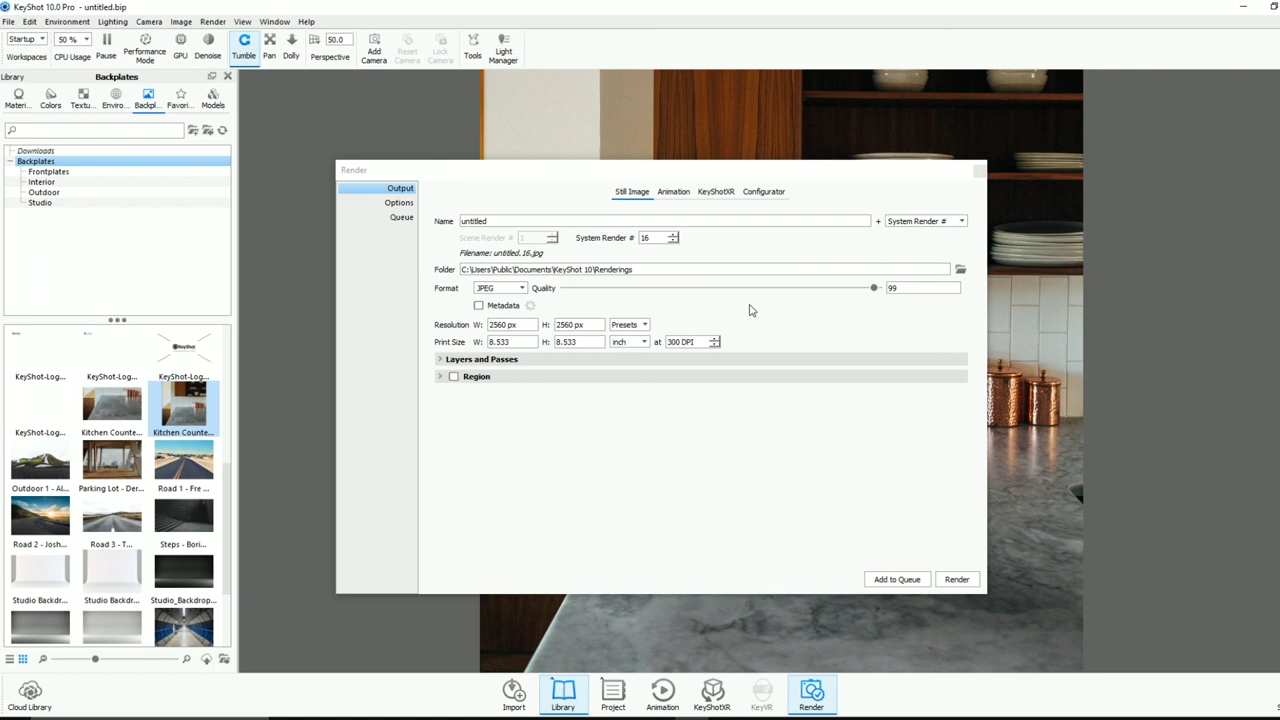 KeyShot 10.0 Pro - untitled.bip
File Edit Environment Lighting Camera Image Render View Window Help
Startup 50 % 50.0
Workspaces CPU Usage Pause Performance Mode GPU Denoise Tumble Pan Dolly Perspective Add Camera Reset Camera Lock Camera Tools Light Manager
Library Backplates
Materi... Colors Textu... Enviro... Backpl... Favori... Models
Downloads
Backplates
Frontplates
Interior
Outdoor
Studio
KeyShot
KeyShot-Log... KeyShot-Log... KeyShot-Log...
KeyShot-Log... Kitchen Counte... Kitchen Counte...
Outdoor 1 - Al... Parking Lot - Der... Road 1 - Fre ...
Road 2 - Josh... Road 3 - T... Steps - Bori...
Studio Backdr... Studio Backdr... Studio_Backdrop...
Render
Output
Options
Queue
Still Image Animation KeyShotXR Configurator
Name untitled + System Render #
Scene Render # 1 System Render # 16
Filename: untitled.16.jpg
Folder C:\Users\Public\Documents\KeyShot 10\Renderings
Format JPEG Quality 99
Metadata
Resolution W: 2560 px H: 2560 px Presets
Print Size W: 8.533 H: 8.533 inch at 300 DPI
Layers and Passes
Region
Add to Queue Render
Cloud Library Import Library Project Animation KeyShotXR KeyVR Render